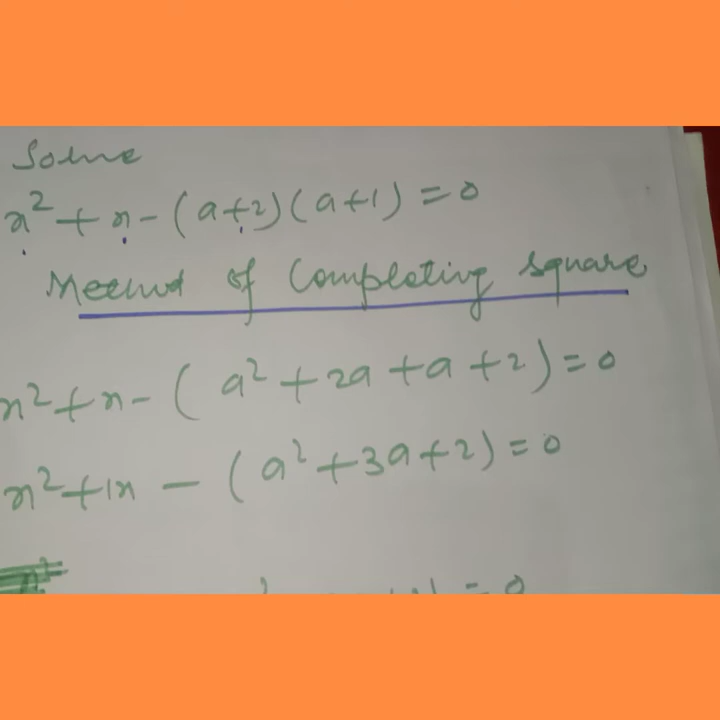 Solve
x² + x - (a+2)(a+1) = 0
Method of Completing square
x² + x - (a² + 2a + a + 2) = 0
x² + 1x - (a² + 3a + 2) = 0
= 0